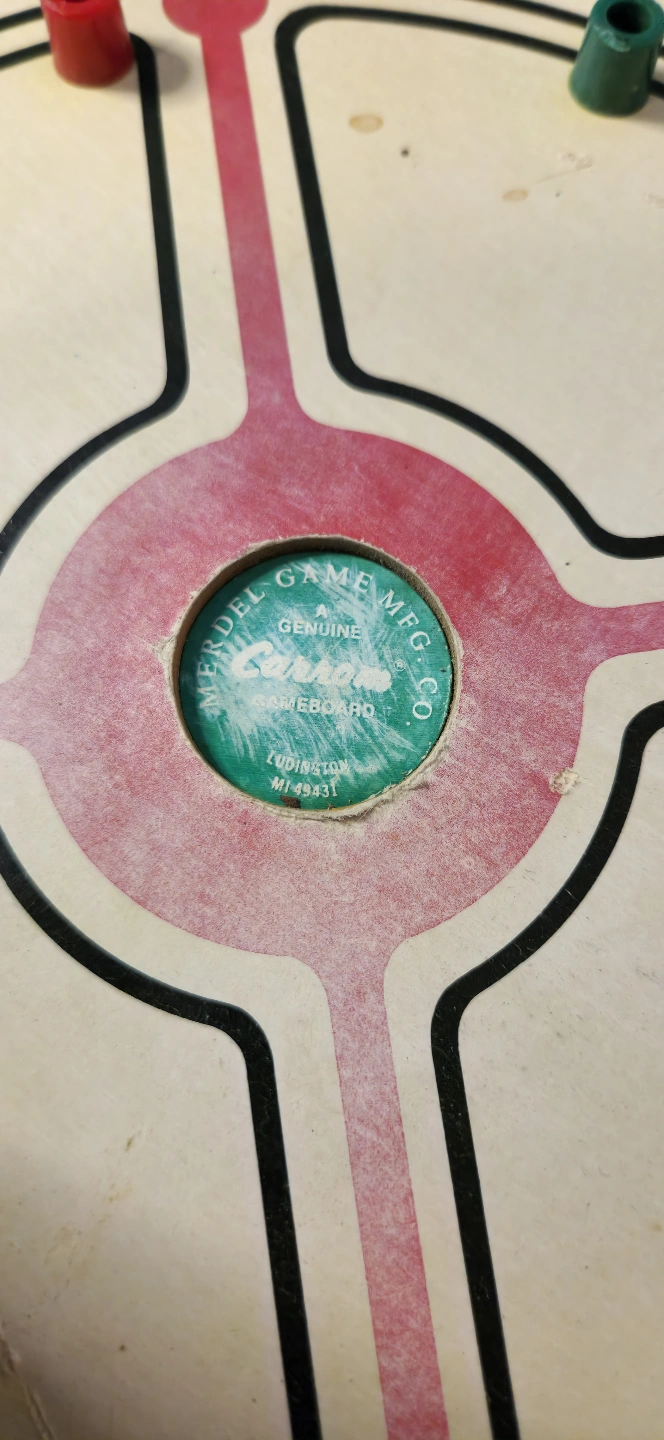 MERDEL GAME MFG. CO.
A
GENUINE
Carrom®
GAMEBOARD
LUDINGTON
MI 49431